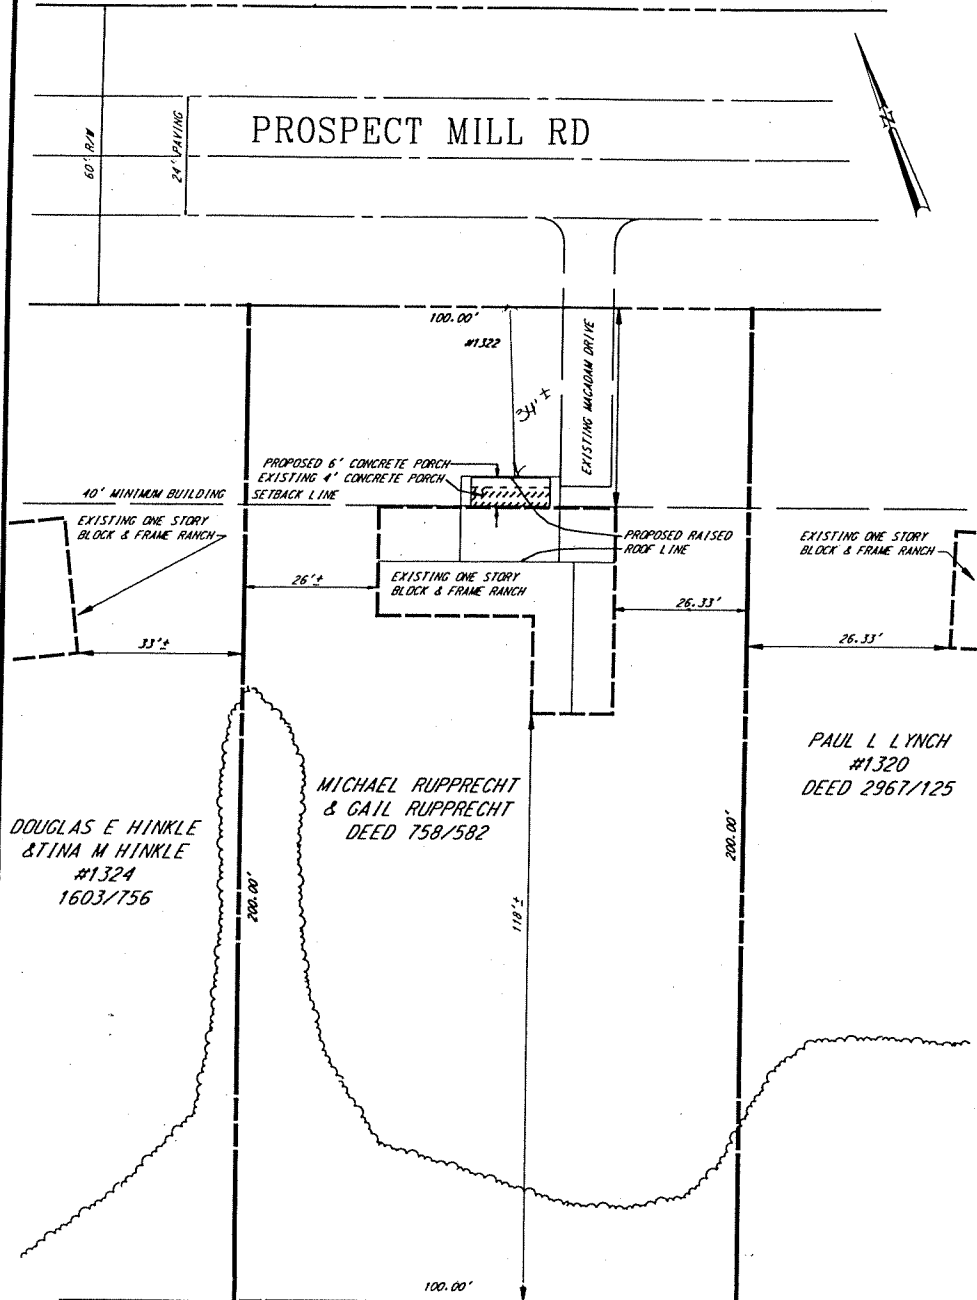 PROSPECT MILL RD
60' R/W
24' PAVING
N
100.00'
#1322
34' ±
EXISTING MACADAM DRIVE
PROPOSED 6' CONCRETE PORCH
EXISTING 4' CONCRETE PORCH
40' MINIMUM BUILDING SETBACK LINE
EXISTING ONE STORY
BLOCK & FRAME RANCH
PROPOSED RAISED
ROOF LINE
EXISTING ONE STORY
BLOCK & FRAME RANCH
26'±
EXISTING ONE STORY
BLOCK & FRAME RANCH
26.33'
33'±
26.33'
PAUL L LYNCH
#1320
DEED 2967/125
MICHAEL RUPPRECHT
& GAIL RUPPRECHT
DEED 758/582
DOUGLAS E HINKLE
&TINA M HINKLE
#1324
1603/756
200.00'
200.00'
118'±
100.00'